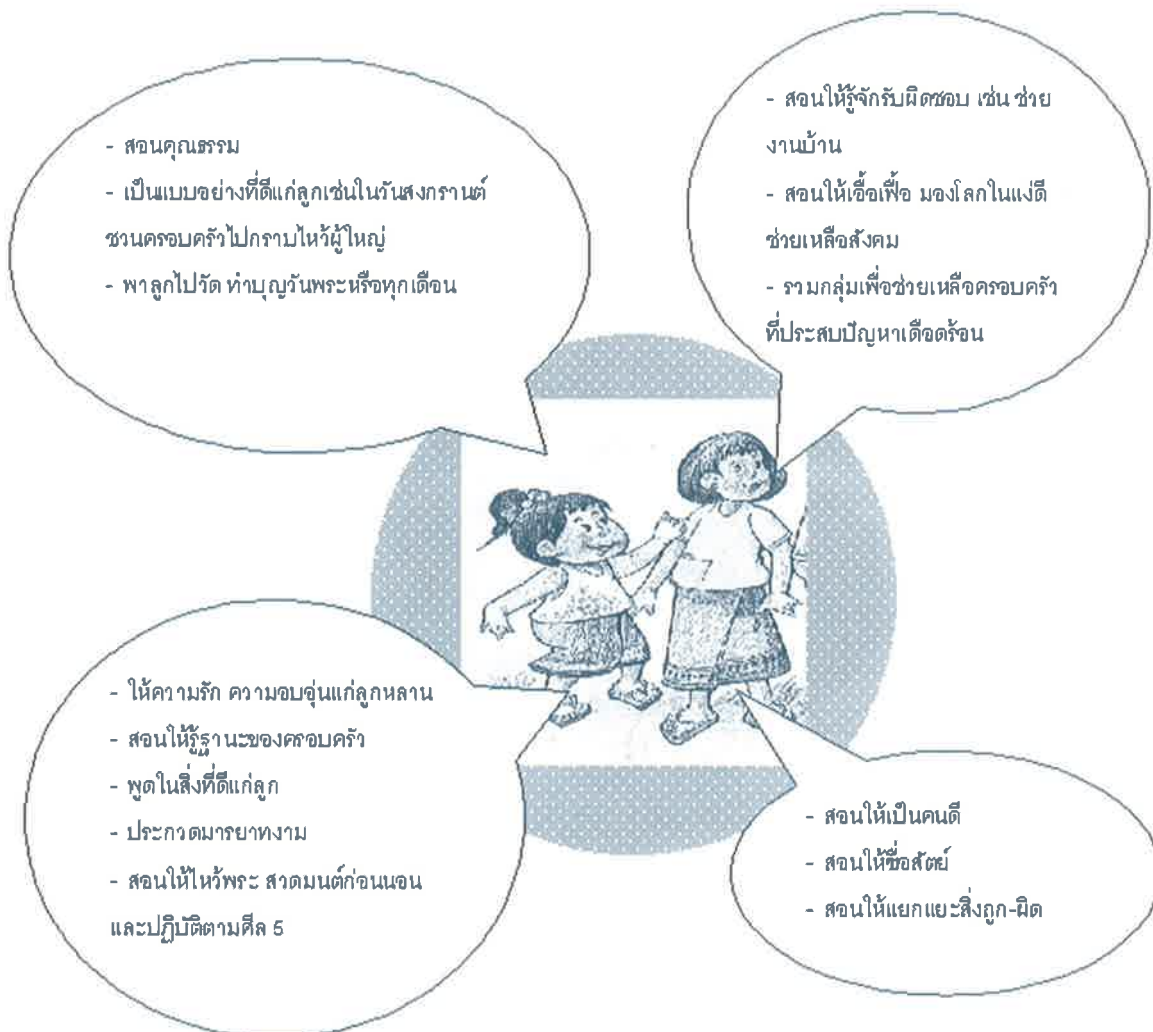 - สอนคุณธรรม
- เป็นแบบอย่างที่ดีแก่ลูกเช่นในวันสงกรานต์
ชวนครอบครัวไปกราบไหว้ผู้ใหญ่
- พาลูกไปวัด ทำบุญวันพระหรือทุกเดือน
- สอนให้รู้จักรับผิดชอบ เช่น ช่วย
งานบ้าน
- สอนให้เอื้อเฟื้อ มองโลกในแง่ดี
ช่วยเหลือสังคม
- รวมกลุ่มเพื่อช่วยเหลือครอบครัว
ที่ประสบปัญหาเดือดร้อน
- ให้ความรัก ความอบอุ่นแก่ลูกหลาน
- สอนให้รู้ฐานะของครอบครัว
- พูดในสิ่งที่ดีแก่ลูก
- ประกวดมารยาทงาม
- สอนให้ไหว้พระ สวดมนต์ก่อนนอน
และปฏิบัติตามศีล 5
- สอนให้เป็นคนดี
- สอนให้ซื่อสัตย์
- สอนให้แยกแยะสิ่งถูก-ผิด